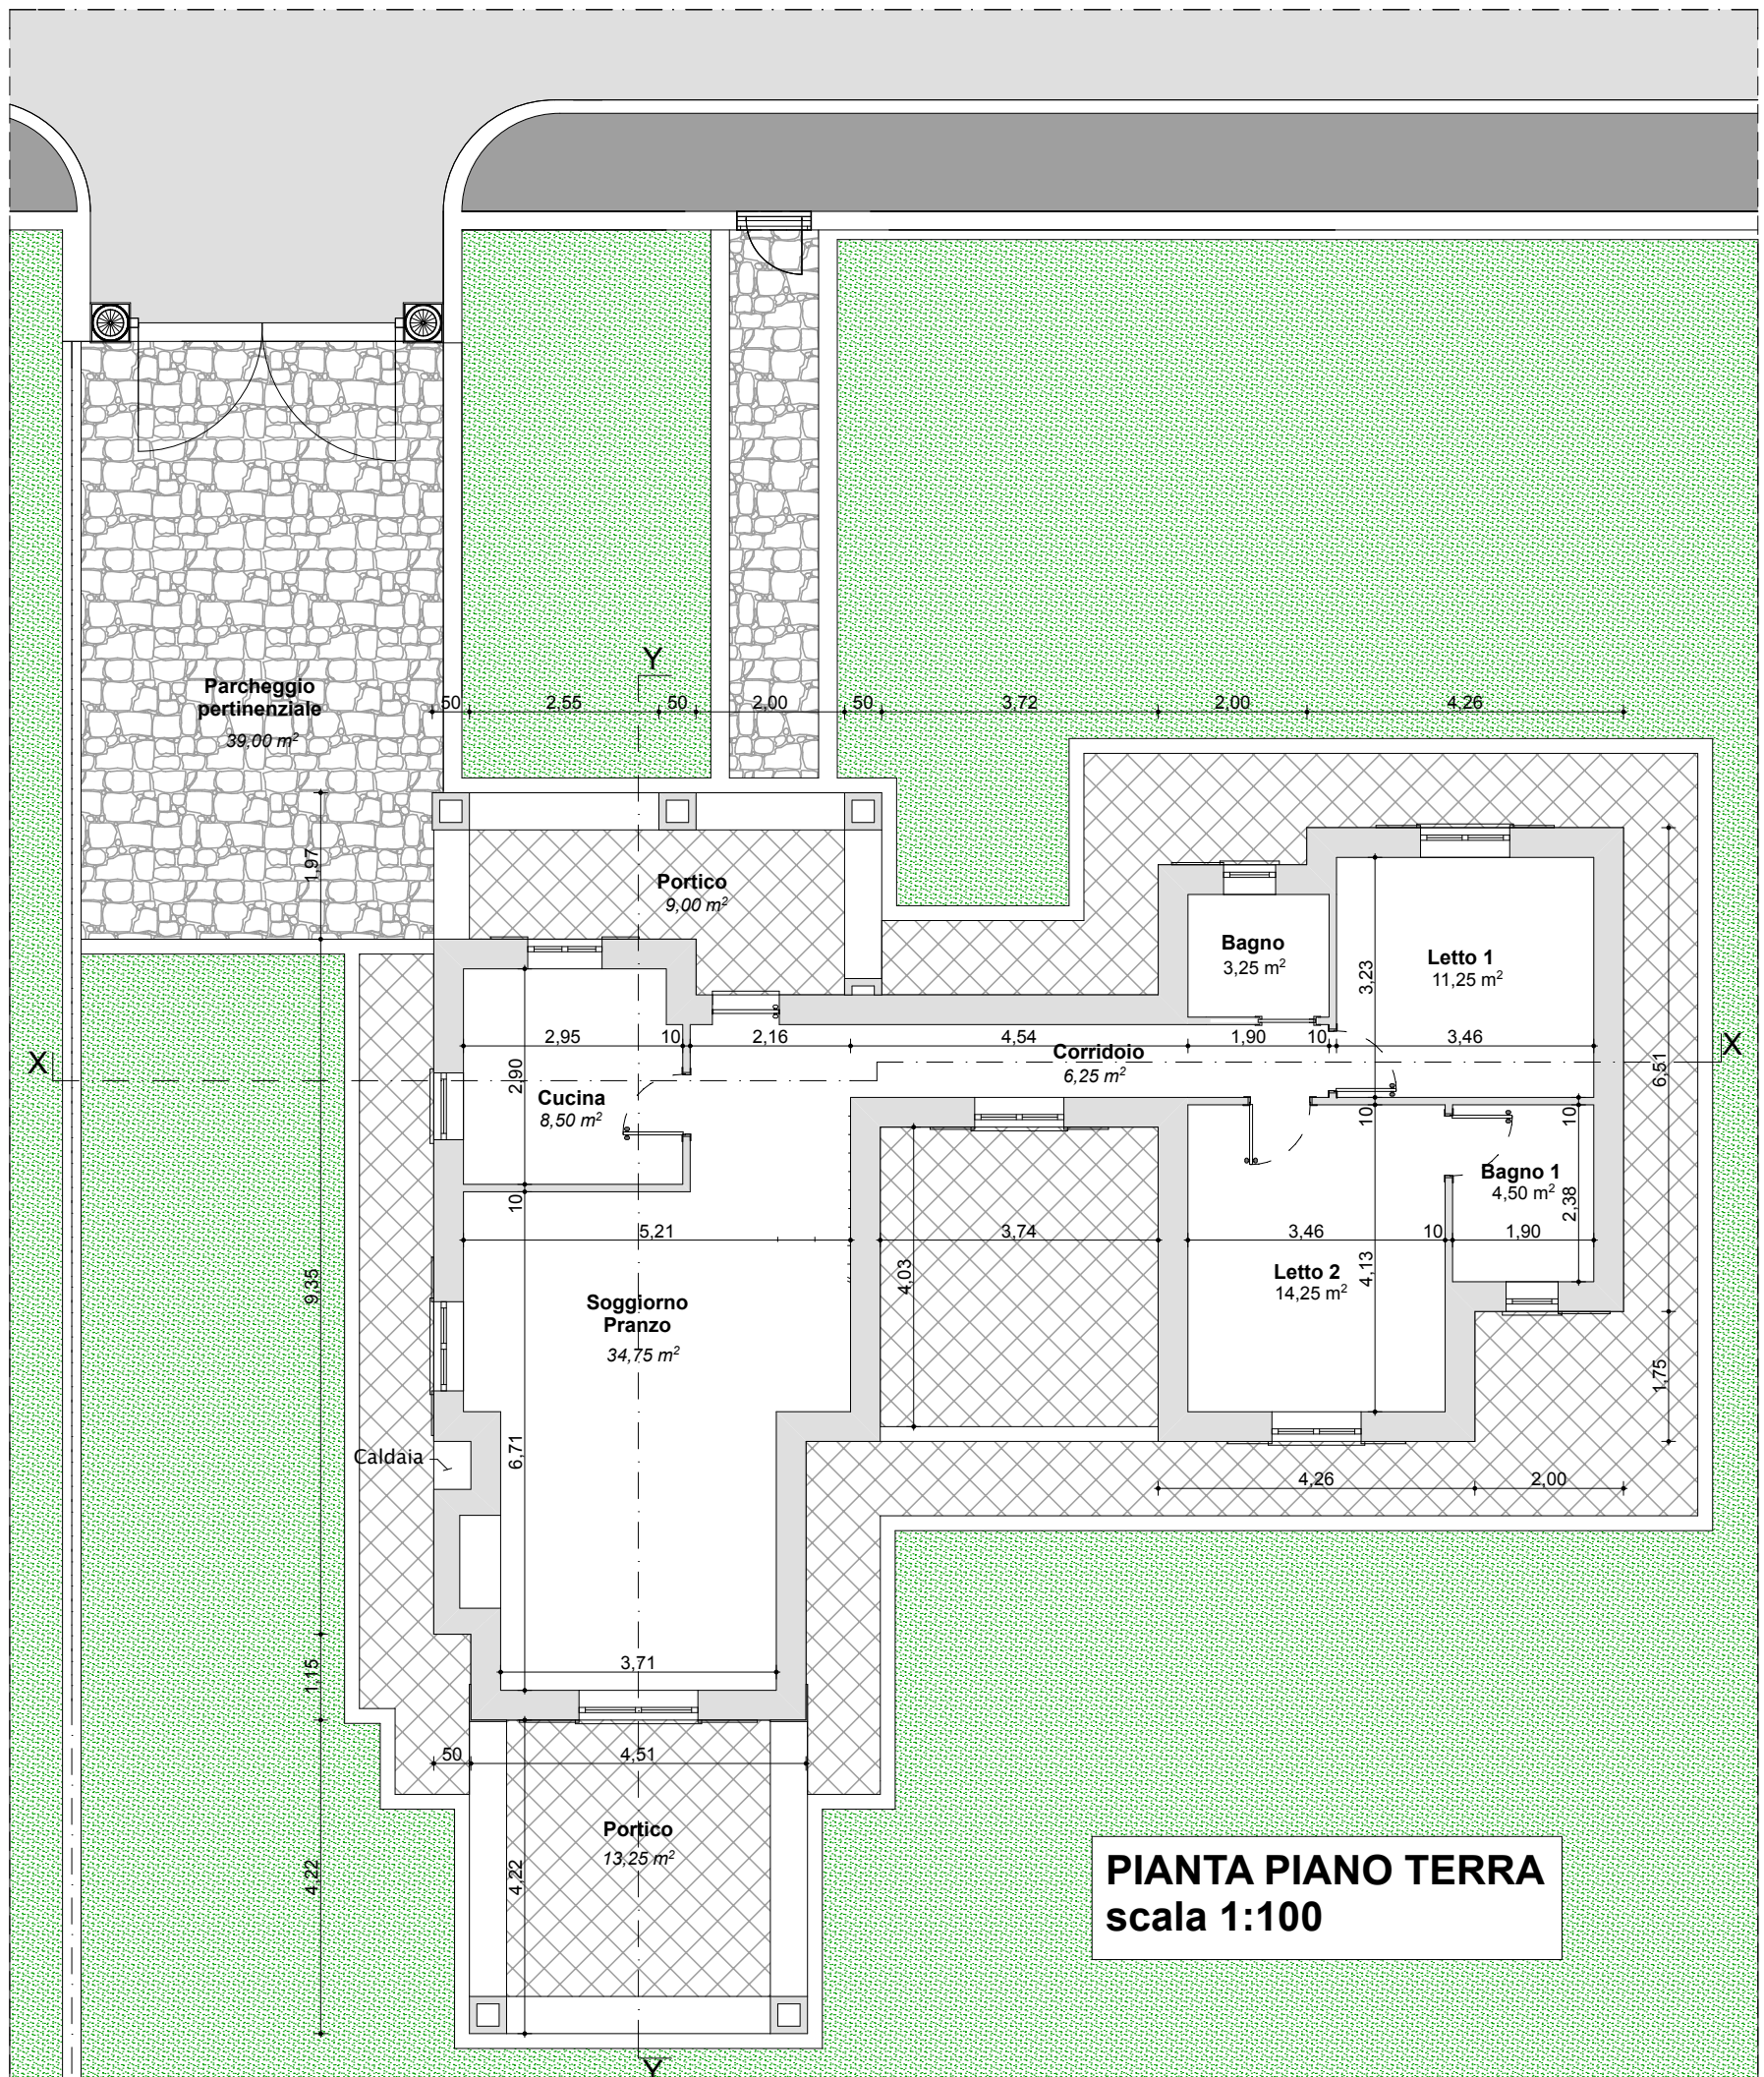 Y
50
2,55
50
2,00
50
3,72
2,00
4,26
Parcheggio
pertinenziale
39,00 m²
1,97
Portico
9,00 m²
Bagno
3,25 m²
Letto 1
11,25 m²
3,23
X
2,95
10
2,16
4,54
1,90
10
3,46
X
Corridoio
6,25 m²
6,51
2,90
Cucina
8,50 m²
10
10
10
Bagno 1
4,50 m²
2,38
5,21
3,74
3,46
10
1,90
4,03
4,13
9,35
Letto 2
14,25 m²
Soggiorno
Pranzo
34,75 m²
1,75
Caldaia
6,71
4,26
2,00
3,71
1,15
50
4,51
Portico
13,25 m²
4,22
4,22
PIANTA PIANO TERRA
scala 1:100
Y